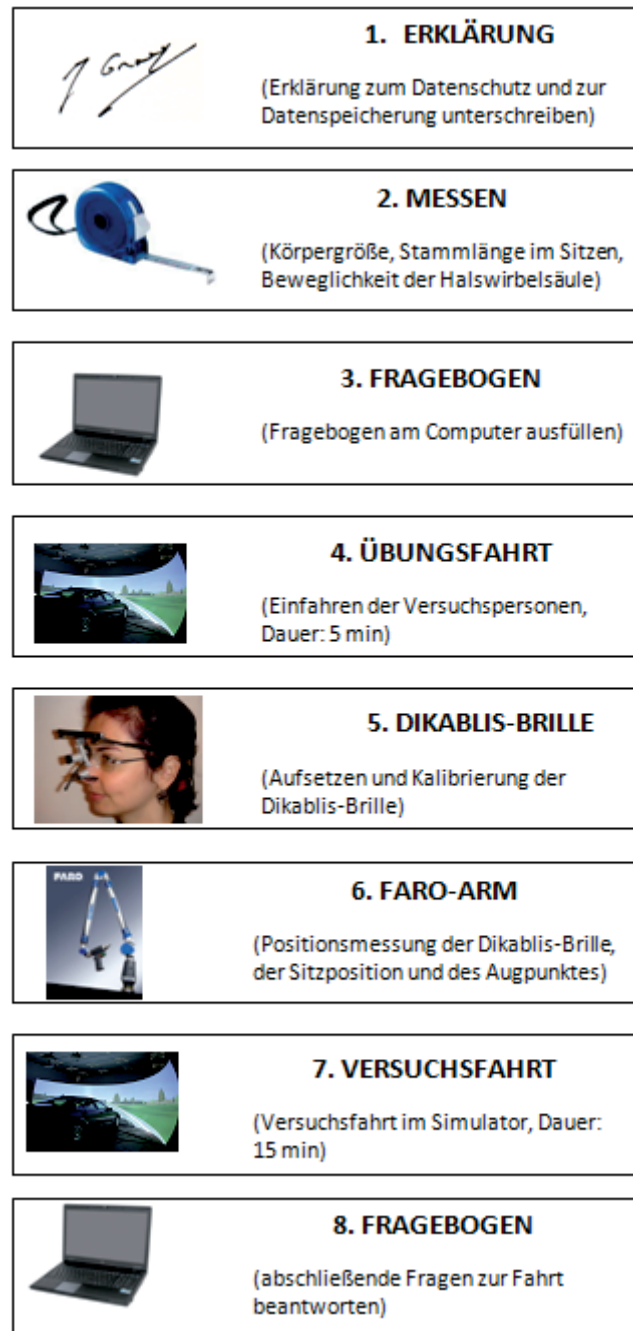 1. ERKLÄRUNG
(Erklärung zum Datenschutz und zur
Datenspeicherung unterschreiben)
2. MESSEN
(Körpergröße, Stammlänge im Sitzen,
Beweglichkeit der Halswirbelsäule)
3. FRAGEBOGEN
(Fragebogen am Computer ausfüllen)
4. ÜBUNGSFAHRT
(Einfahren der Versuchspersonen,
Dauer: 5 min)
5. DIKABLIS-BRILLE
(Aufsetzen und Kalibrierung der
Dikablis-Brille)
FARO
6. FARO-ARM
(Positionsmessung der Dikablis-Brille,
der Sitzposition und des Augpunktes)
7. VERSUCHSFAHRT
(Versuchsfahrt im Simulator, Dauer:
15 min)
8. FRAGEBOGEN
(abschließende Fragen zur Fahrt
beantworten)